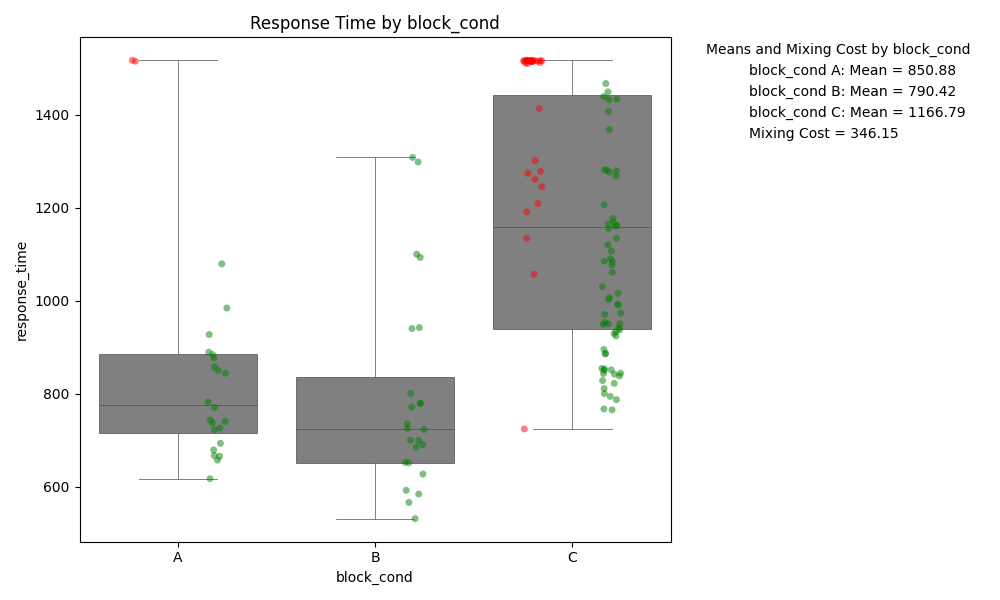 Response Time by block_cond
Means and Mixing Cost by block_cond
block_cond A: Mean = 850.88
block_cond B: Mean = 790.42
block_cond C: Mean = 1166.79
Mixing Cost = 346.15
response_time
1400
1200
1000
800
600
A B C
block_cond